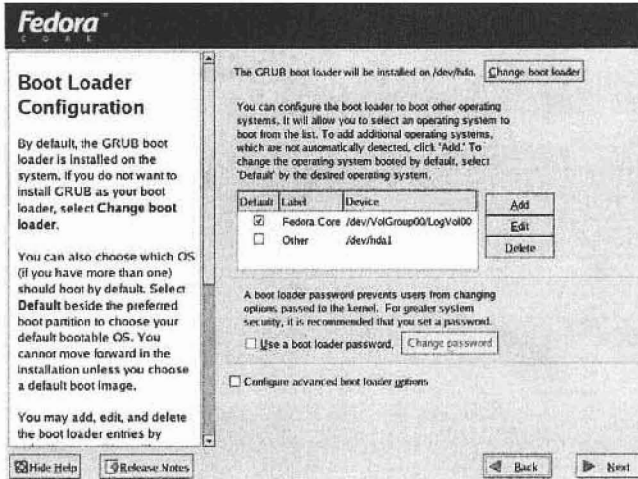 Fedora
CORE
Boot Loader
Configuration
By default, the GRUB boot
loader is installed on the
system. If you do not want to
install GRUB as your boot
loader, select Change boot
loader.
You can also choose which OS
(if you have more than one)
should boot by default. Select
Default beside the preferred
boot partition to choose your
default bootable OS. You
cannot move forward in the
installation unless you choose
a default boot image.
You may add, edit, and delete
the boot loader entries by
The GRUB boot loader will be installed on /dev/hda. Change boot loader
You can configure the boot loader to boot other operating
systems. It will allow you to select an operating system to
boot from the list. To add additional operating systems,
which are not automatically detected, click 'Add.' To
change the operating system booted by default, select
'Default' by the desired operating system.
Default Label Device
Fedora Core /dev/VolGroup00/LogVol00
Other /dev/hda1
Add
Edit
Delete
A boot loader password prevents users from changing
options passed to the kernel. For greater system
security, it is recommended that you set a password.
Use a boot loader password. Change password
Configure advanced boot loader options
Hide Help Release Notes Back Next